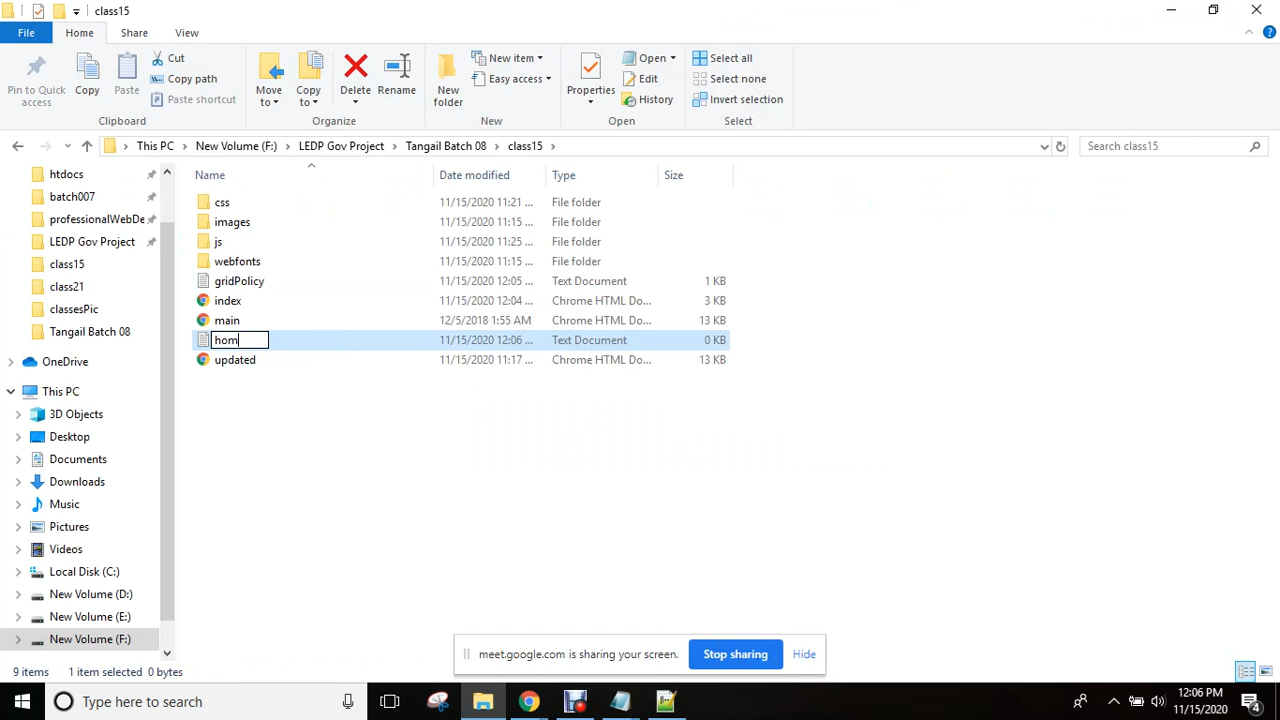 class15
File Home Share View
Pin to Quick access
Copy
Paste
Cut
Copy path
Paste shortcut
Clipboard
Move to
Copy to
Delete
Rename
Organize
New folder
New item
Easy access
New
Properties
Open
Edit
History
Open
Select all
Select none
Invert selection
Select
This PC > New Volume (F:) > LEDP Gov Project > Tangail Batch 08 > class15 >
Search class15
htdocs
batch007
professionalWebDe
LEDP Gov Project
class15
class21
classesPic
Tangail Batch 08
OneDrive
This PC
3D Objects
Desktop
Documents
Downloads
Music
Pictures
Videos
Local Disk (C:)
New Volume (D:)
New Volume (E:)
New Volume (F:)
Name Date modified Type Size
css 11/15/2020 11:21 ... File folder
images 11/15/2020 11:15 ... File folder
js 11/15/2020 11:25 ... File folder
webfonts 11/15/2020 11:15 ... File folder
gridPolicy 11/15/2020 12:05 ... Text Document 1 KB
index 11/15/2020 12:04 ... Chrome HTML Do... 3 KB
main 12/5/2018 1:55 AM Chrome HTML Do... 13 KB
hom 11/15/2020 12:06 ... Text Document 0 KB
updated 11/15/2020 11:17 ... Chrome HTML Do... 13 KB
meet.google.com is sharing your screen. Stop sharing Hide
9 items 1 item selected 0 bytes
Type here to search
12:06 PM
11/15/2020
4